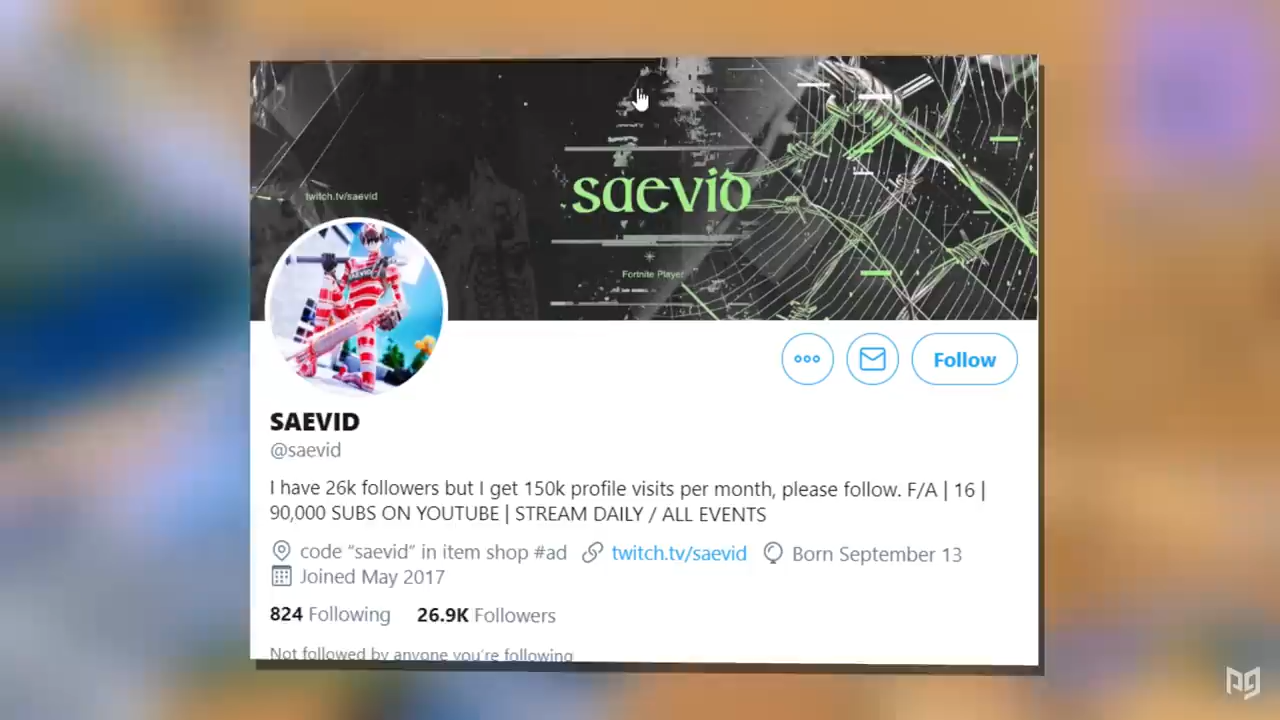 twitch.tv/saevid
saevid
Fortnite Player
Follow
SAEVID
@saevid
I have 26k followers but I get 150k profile visits per month, please follow. F/A | 16 |
90,000 SUBS ON YOUTUBE | STREAM DAILY / ALL EVENTS
code “saevid” in item shop #ad twitch.tv/saevid Born September 13
Joined May 2017
824 Following 26.9K Followers
Not followed by anyone you're following